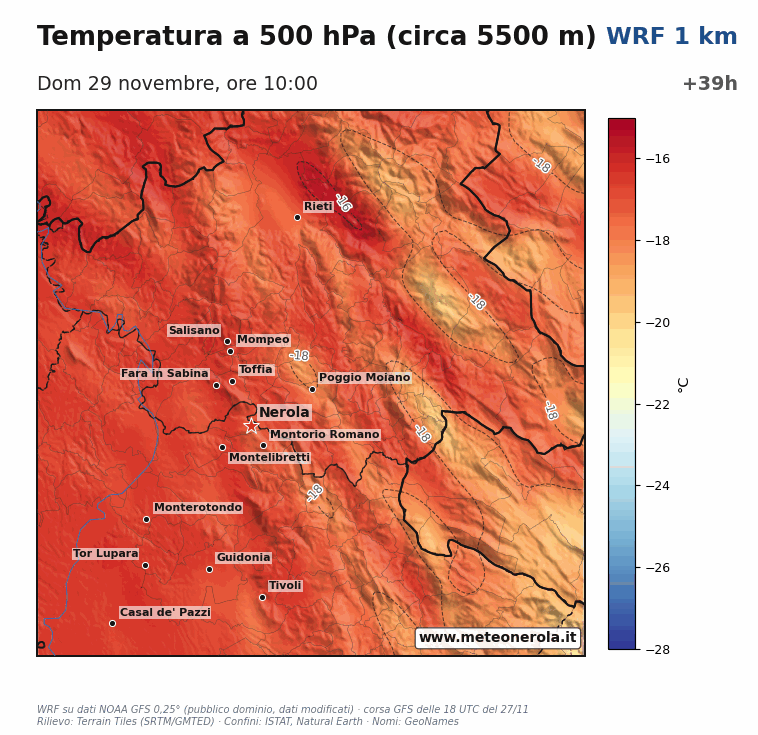 Temperatura a 500 hPa (circa 5500 m) WRF 1 km
Dom 29 novembre, ore 10:00 +39h
-18
-16
Rieti
-18
Salisano
Mompeo
-18
Toffia
Fara in Sabina
Poggio Moiano
Nerola
-18
-18
Montorio Romano
Montelibretti
-18
Monterotondo
Tor Lupara
Guidonia
Tivoli
Casal de' Pazzi
www.meteonerola.it
−16
−18
−20
−22
−24
−26
−28
°C
WRF su dati NOAA GFS 0,25° (pubblico dominio, dati modificati) · corsa GFS delle 18 UTC del 27/11
Rilievo: Terrain Tiles (SRTM/GMTED) · Confini: ISTAT, Natural Earth · Nomi: GeoNames